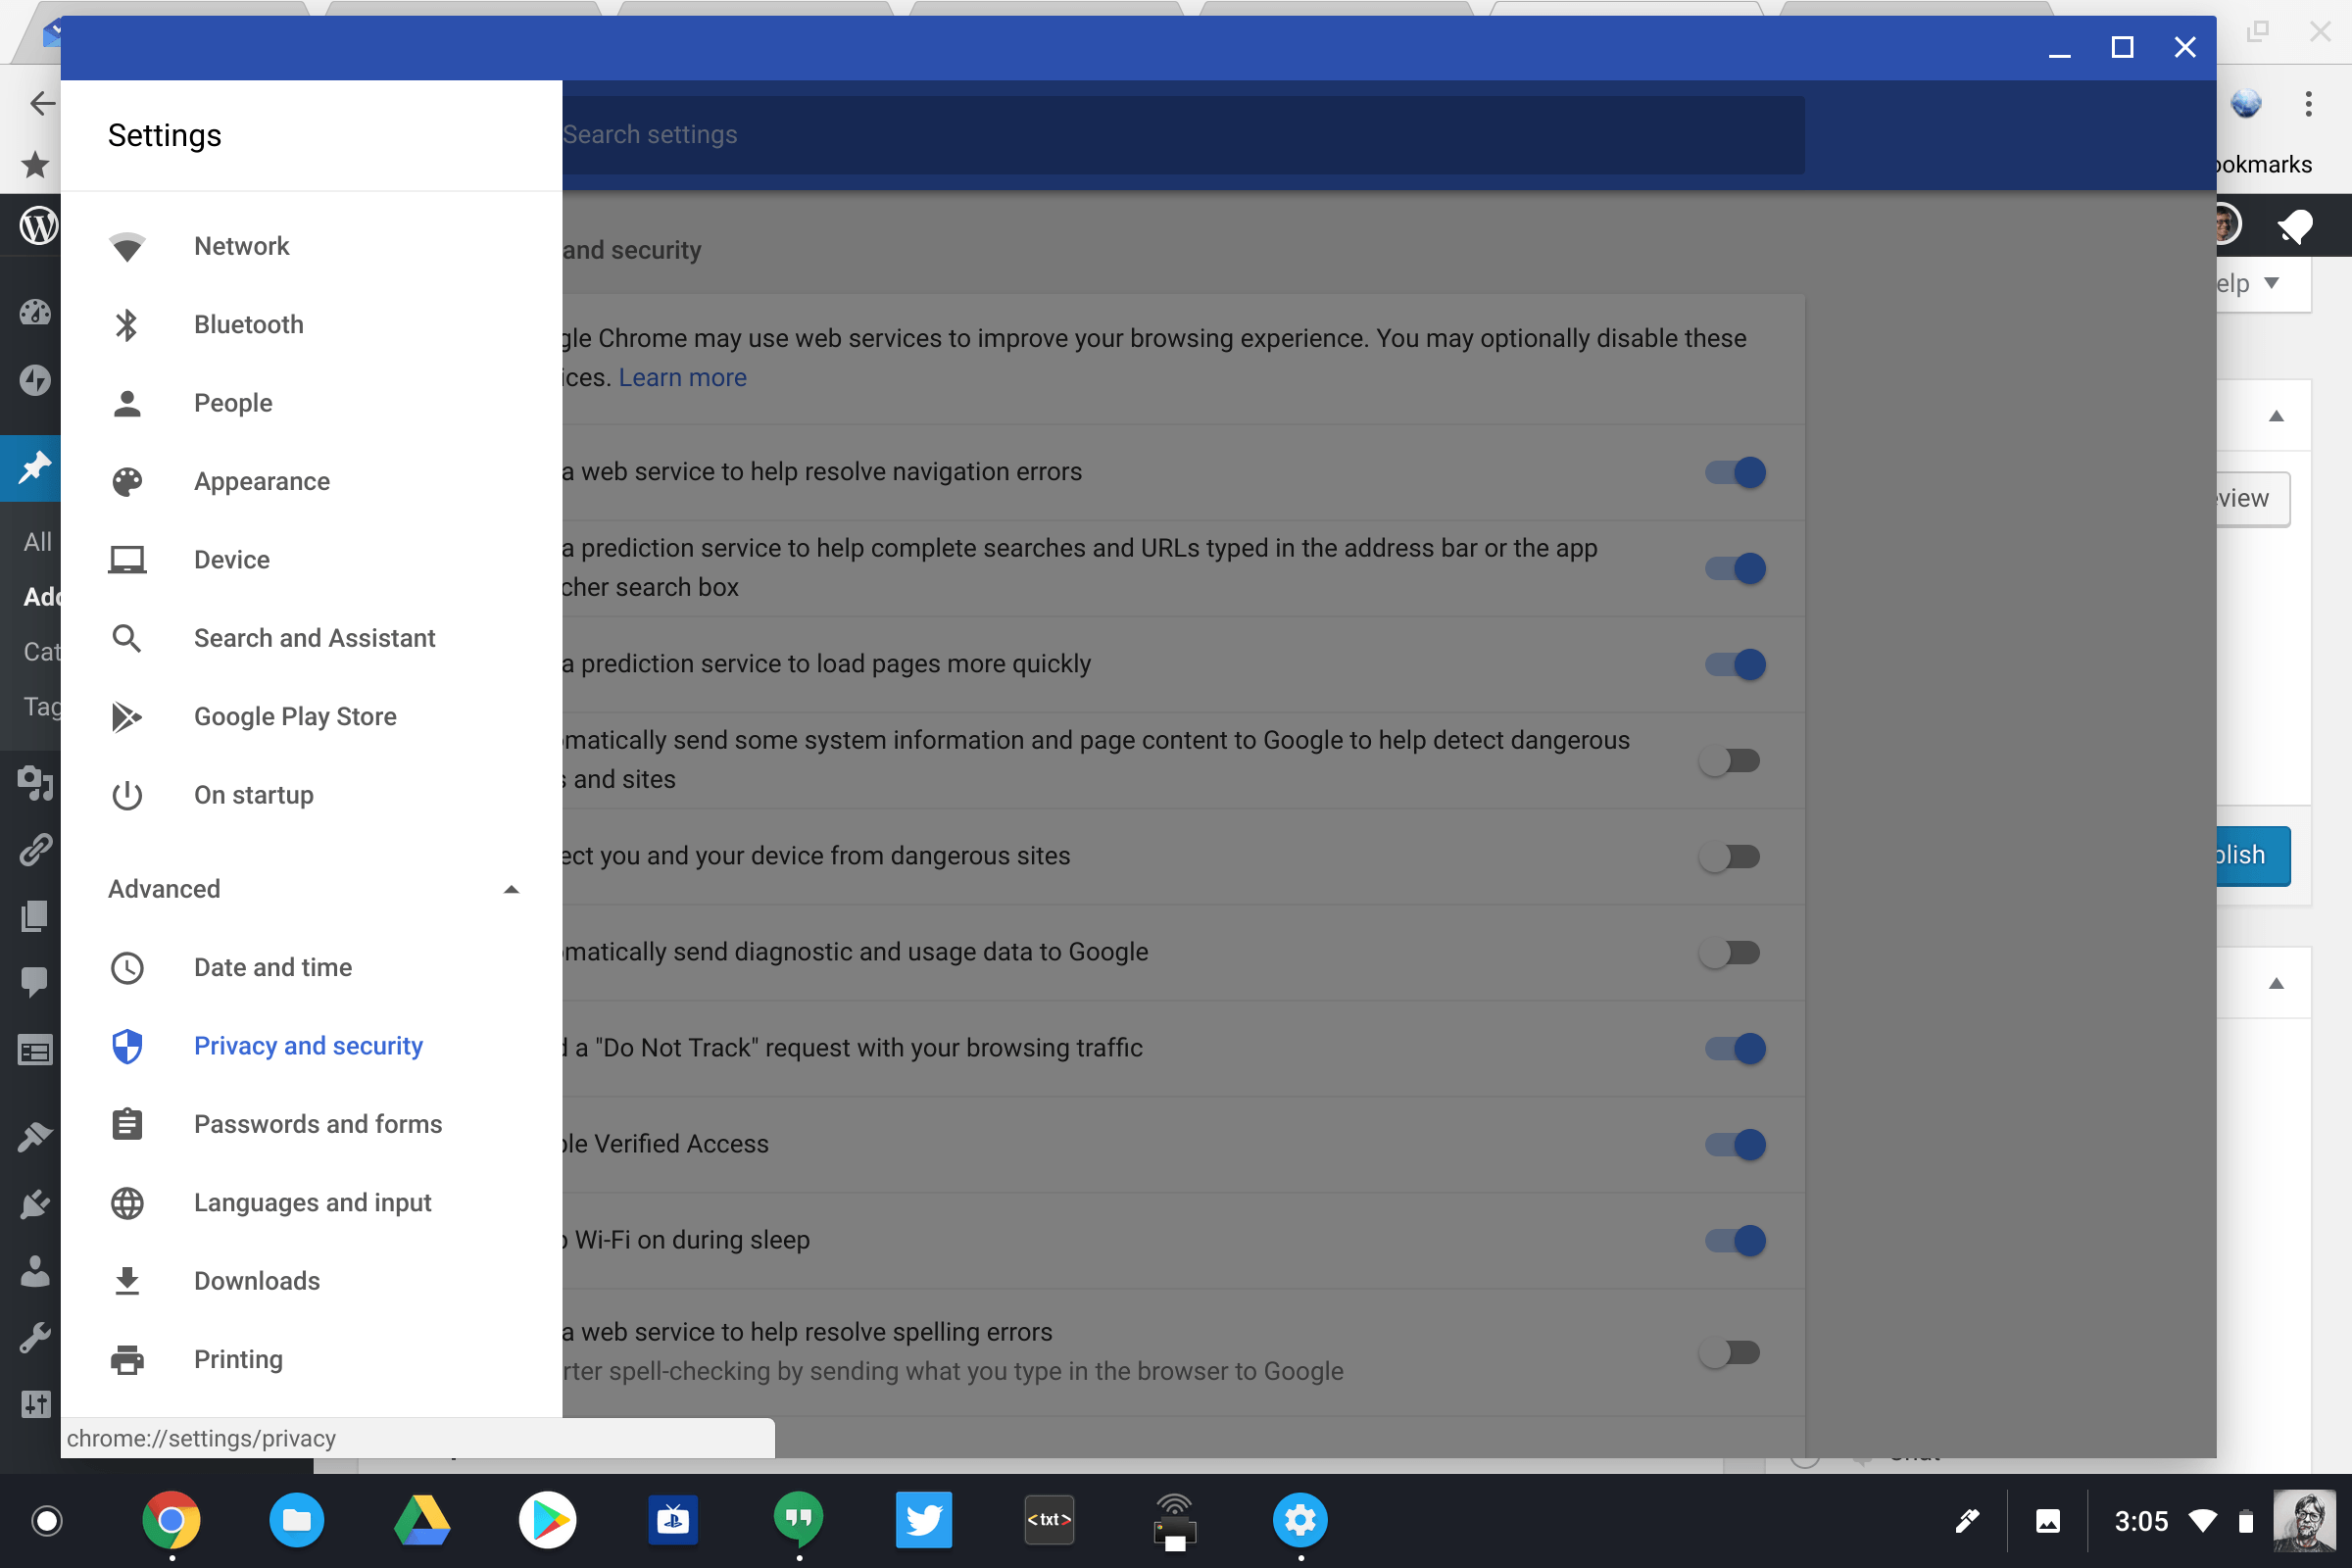 Settings
Search settings
Network
Bluetooth
People
Appearance
Device
Search and Assistant
Google Play Store
On startup
Advanced
Date and time
Privacy and security
Passwords and forms
Languages and input
Downloads
Printing
chrome://settings/privacy
and security
gle Chrome may use web services to improve your browsing experience. You may optionally disable these
ices. Learn more
a web service to help resolve navigation errors
a prediction service to help complete searches and URLs typed in the address bar or the app
cher search box
a prediction service to load pages more quickly
matically send some system information and page content to Google to help detect dangerous
s and sites
ect you and your device from dangerous sites
matically send diagnostic and usage data to Google
d a "Do Not Track" request with your browsing traffic
ble Verified Access
p Wi-Fi on during sleep
a web service to help resolve spelling errors
rter spell-checking by sending what you type in the browser to Google
ookmarks
elp
view
blish
All
Add
Cat
Tag
<txt>
3:05